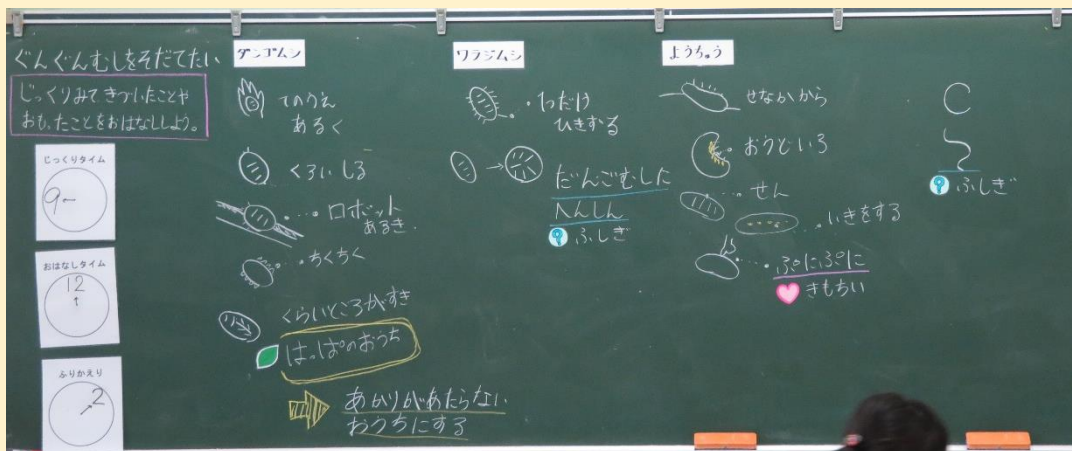 ぐんぐんむしをそだてたい
じっくりみてきづいたことや
おもったことをおはなししよう。
じっくりタイム
9
おはなしタイム
12
ふりかえり
2
ダンゴムシ
てのうえ
あるく
くろいしる
ロボット
あるき
ちくちく
くらいところがすき
はっぱのおうち
あかりがあたらない
おうちにする
ワラジムシ
1つだけ
ひきずる
だんごむしに
へんしん
ふしぎ
ようちゅう
せなかから
おうどいろ
せん
いきをする
ぷにぷに
きもちい
ふしぎ